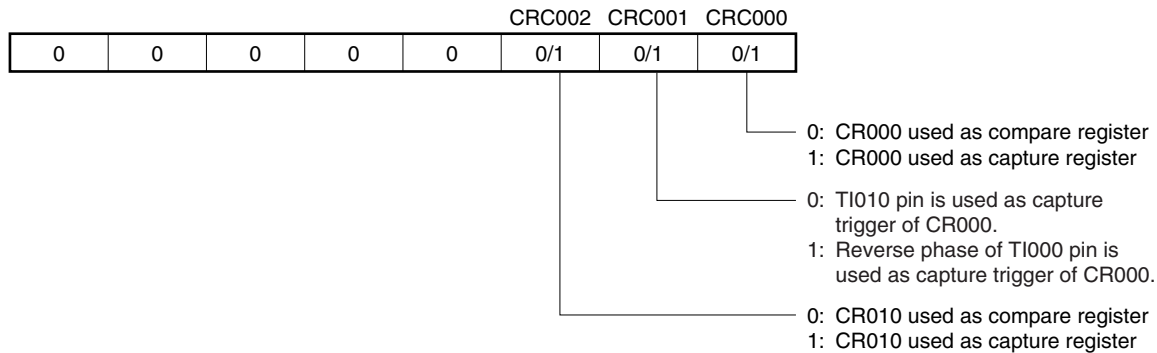 CRC002 CRC001 CRC000
0 0 0 0 0 0/1 0/1 0/1
0: CR000 used as compare register
1: CR000 used as capture register
0: TI010 pin is used as capture
trigger of CR000.
1: Reverse phase of TI000 pin is
used as capture trigger of CR000.
0: CR010 used as compare register
1: CR010 used as capture register